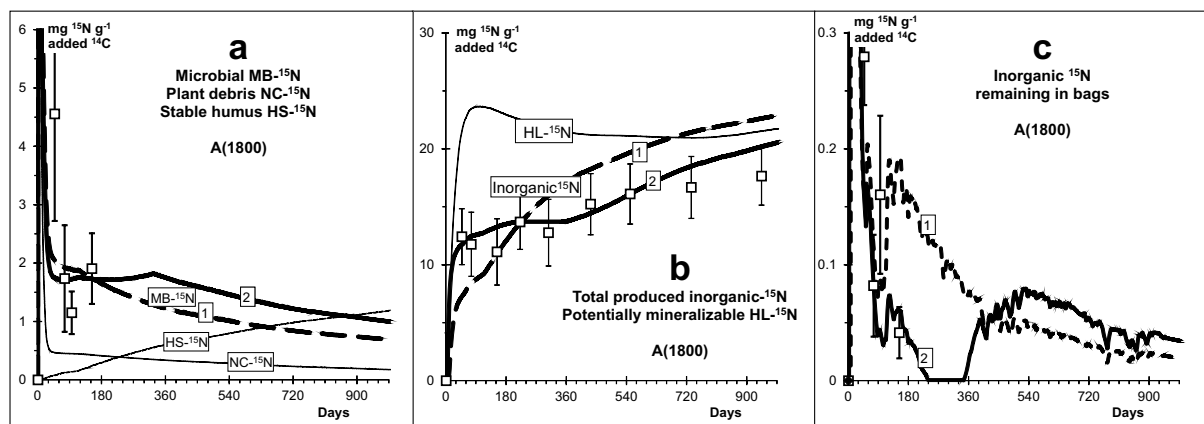 mg ¹⁵N g⁻¹
added ¹⁴C
a
Microbial MB-¹⁵N
Plant debris NC-¹⁵N
Stable humus HS-¹⁵N
A(1800)
6
5
4
3
2
1
0
MB-¹⁵N
2
1
HS-¹⁵N
NC-¹⁵N
0 180 360 540 720 900
Days
mg ¹⁵N g⁻¹
added ¹⁴C
30
20
10
0
HL-¹⁵N
1
Inorganic¹⁵N
2
b
Total produced inorganic-¹⁵N
Potentially mineralizable HL-¹⁵N
A(1800)
0 180 360 540 720 900
Days
mg ¹⁵N g⁻¹
added ¹⁴C
c
Inorganic ¹⁵N
remaining in bags
A(1800)
0.3
0.2
0.1
0
1
2
0 180 360 540 720 900
Days